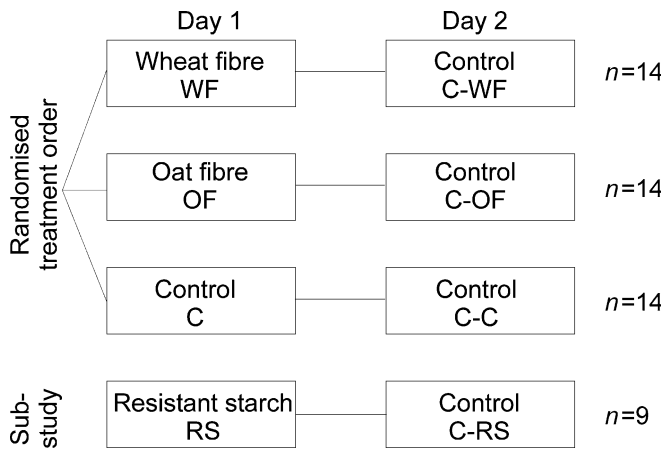 Day 1 Day 2
Randomised
treatment order
Wheat fibre
WF
Control
C-WF
n=14
Oat fibre
OF
Control
C-OF
n=14
Control
C
Control
C-C
n=14
Sub-
study
Resistant starch
RS
Control
C-RS
n=9